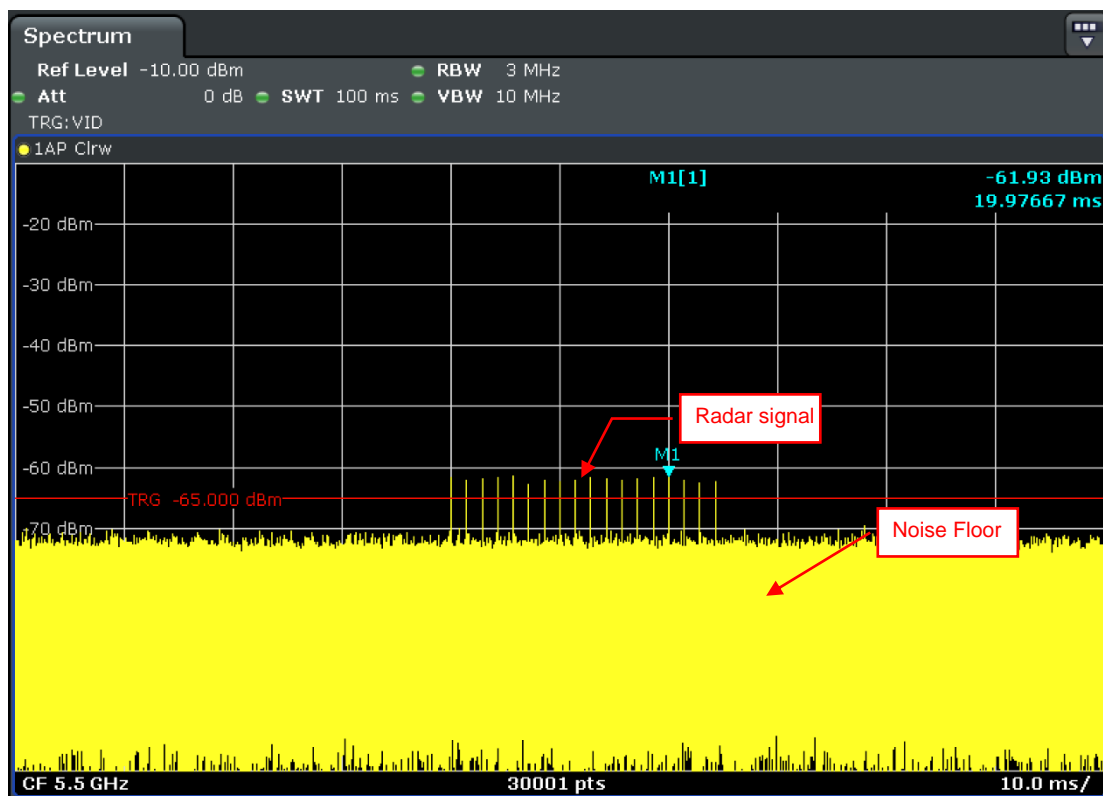 Spectrum
Ref Level -10.00 dBm RBW 3 MHz
Att 0 dB SWT 100 ms VBW 10 MHz
TRG:VID
1AP Clrw
M1[1] -61.93 dBm
19.97667 ms
-20 dBm
-30 dBm
-40 dBm
-50 dBm
Radar signal
M1
-60 dBm
TRG -65.000 dBm
-70 dBm
Noise Floor
CF 5.5 GHz 30001 pts 10.0 ms/